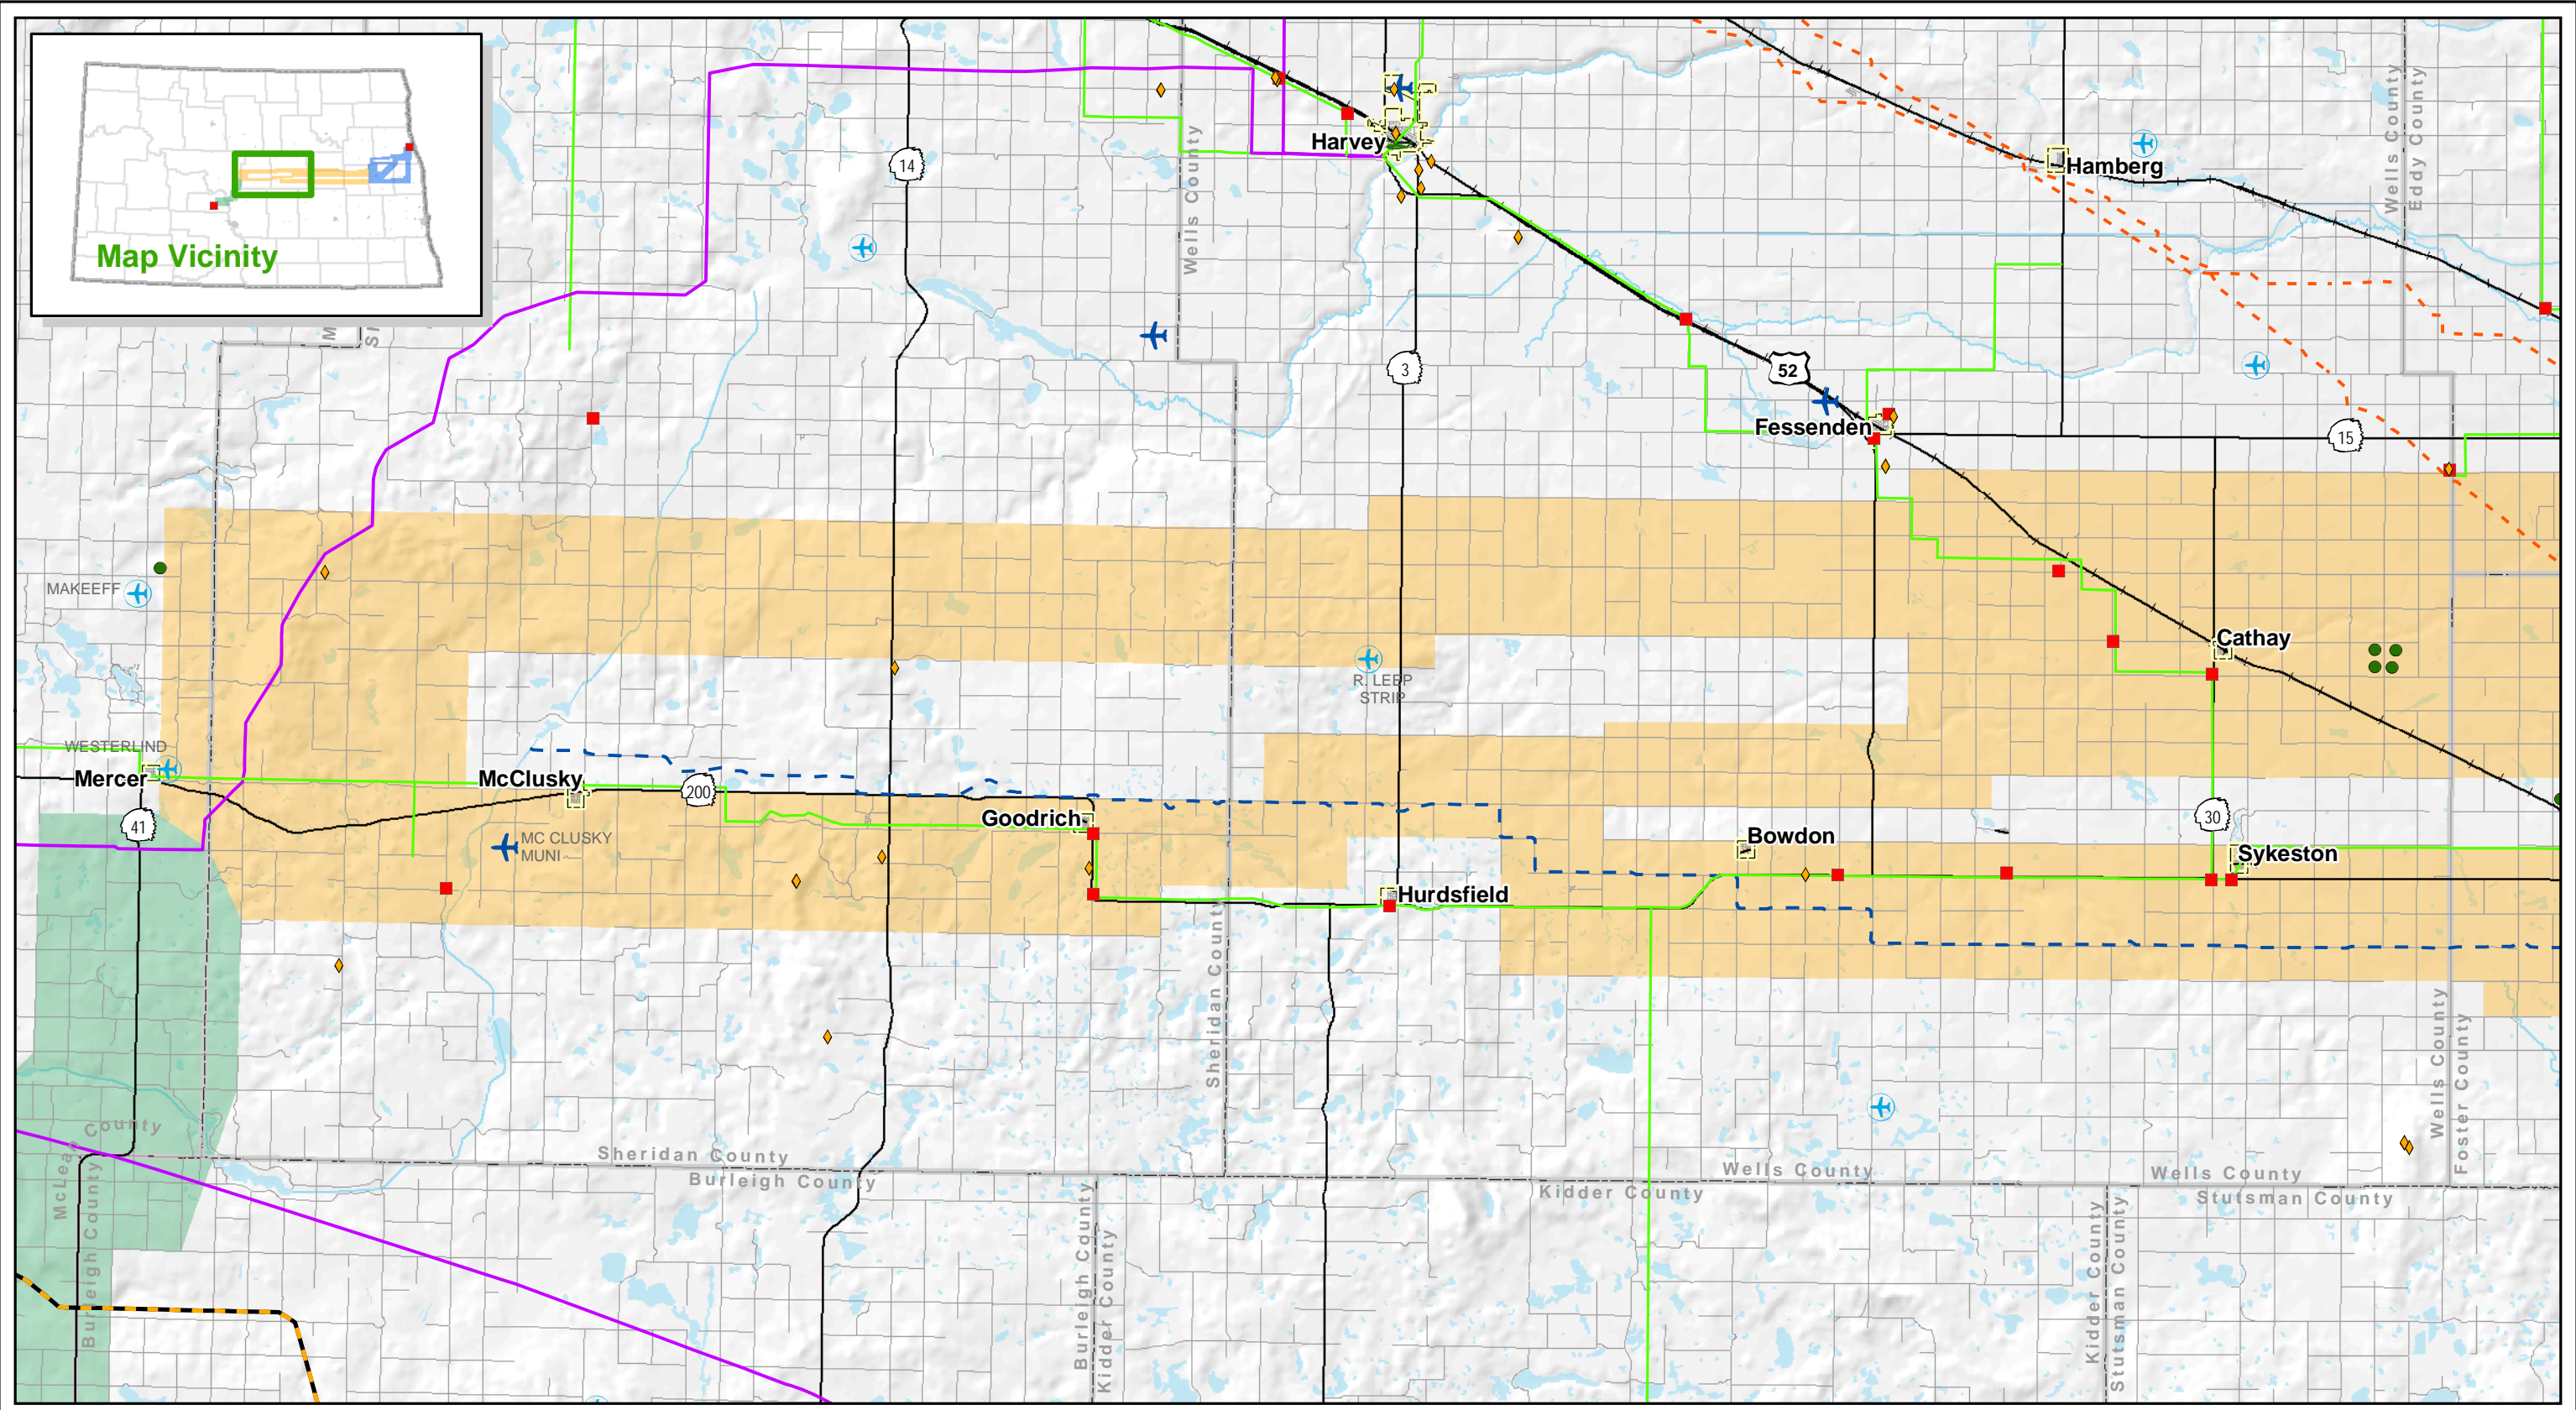 Map Vicinity
Wells County
Eddy County
Harvey
14
Hamberg
Wells County
M
S
3
52
Fessenden
15
MAKEEFF
Cathay
R. LEEP
STRIP
WESTERLIND
Mercer
McClusky
200
Goodrich
41
MC CLUSKY
MUNI
30
Bowdon
Sykeston
Hurdsfield
Sheridan County
Wells County
Foster County
McLean County
Burleigh County
Sheridan County
Burleigh County
Wells County
Kidder County
Wells County
Stutsman County
Burleigh County
Kidder County
Kidder County
Stutsman County